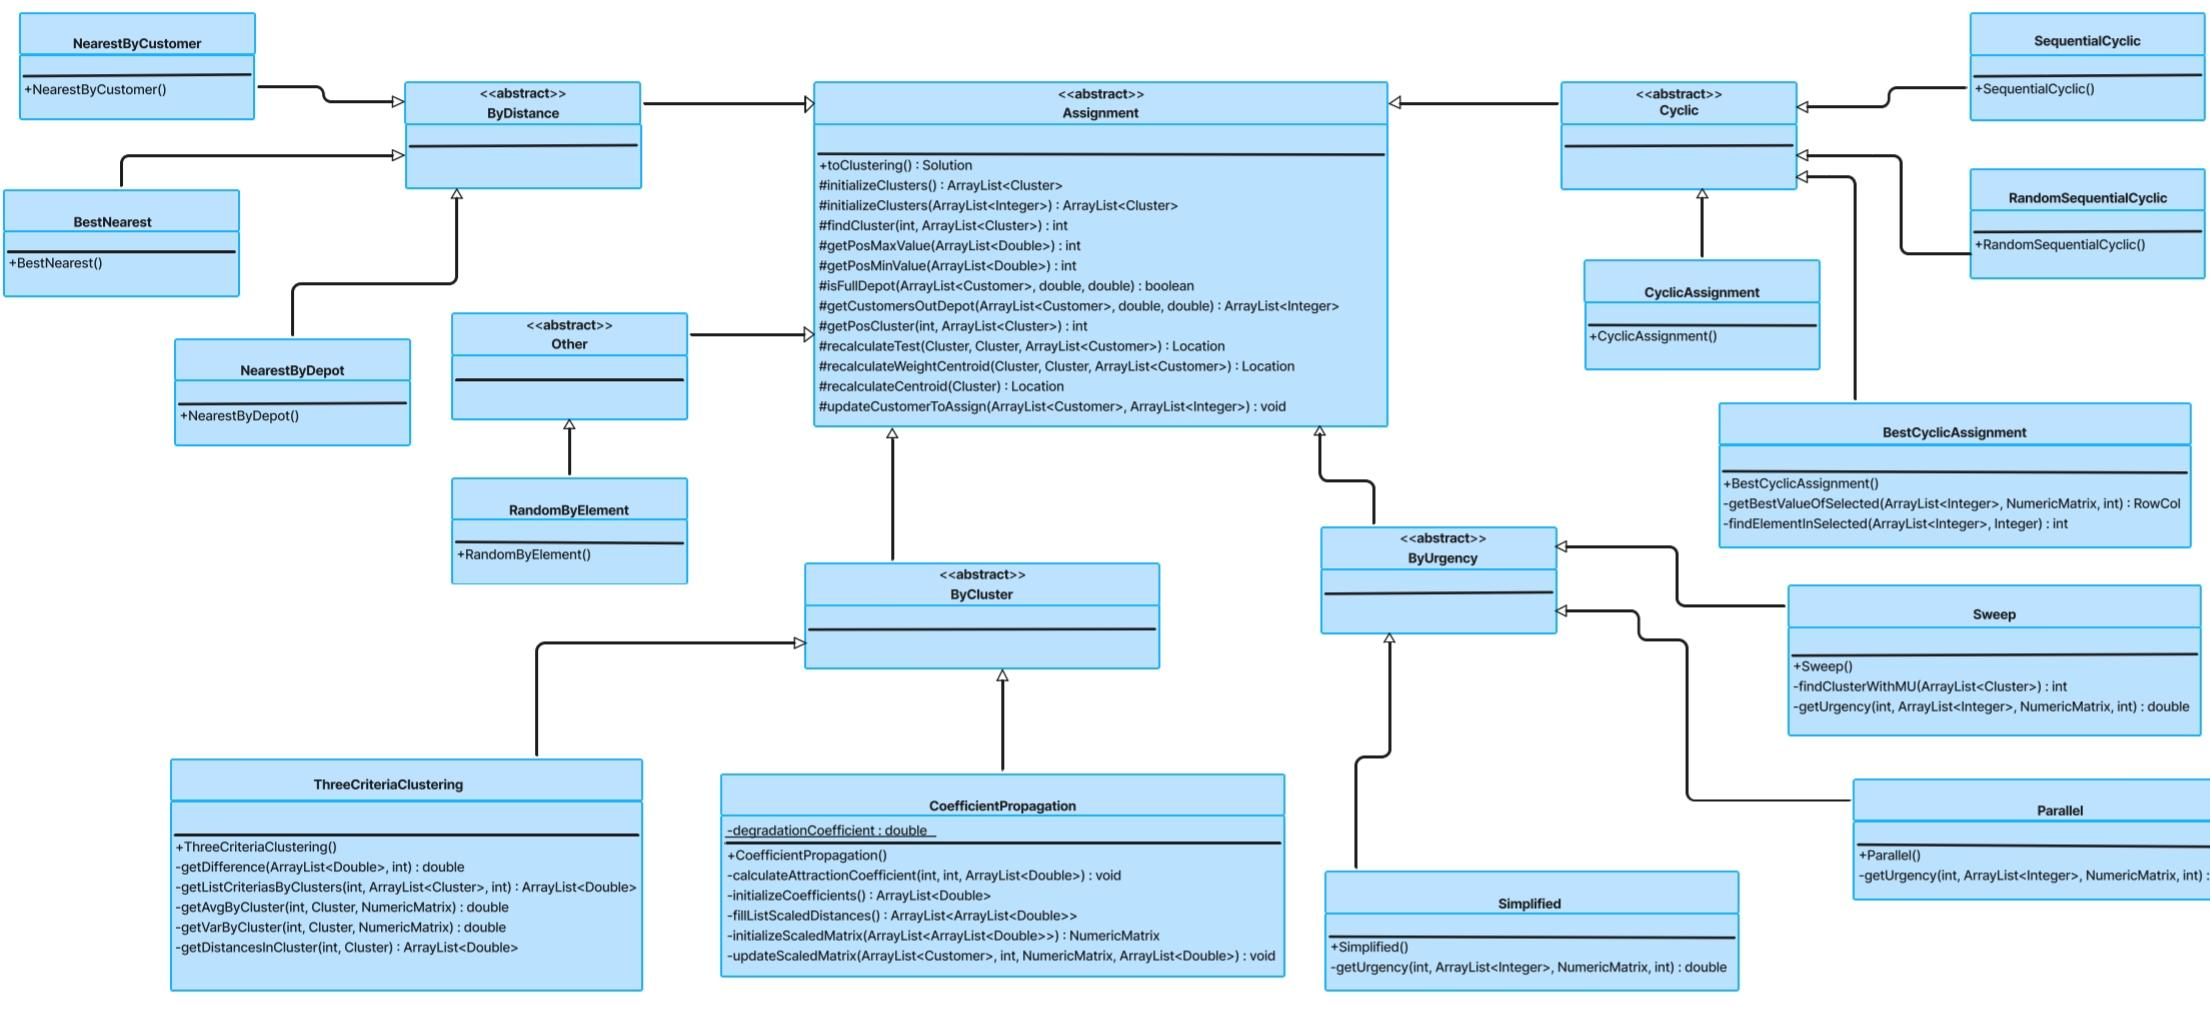 NearestByCustomer
+NearestByCustomer()
<<abstract>>
ByDistance
BestNearest
+BestNearest()
NearestByDepot
+NearestByDepot()
<<abstract>>
Other
RandomByElement
+RandomByElement()
<<abstract>>
Assignment
+toClustering() : Solution
#initializeClusters() : ArrayList<Cluster>
#initializeClusters(ArrayList<Integer>) : ArrayList<Cluster>
#findCluster(int, ArrayList<Cluster>) : int
#getPosMaxValue(ArrayList<Double>) : int
#getPosMinValue(ArrayList<Double>) : int
#isFullDepot(ArrayList<Customer>, double, double) : boolean
#getCustomersOutDepot(ArrayList<Customer>, double, double) : ArrayList<Integer>
#getPosCluster(int, ArrayList<Cluster>) : int
#recalculateTest(Cluster, Cluster, ArrayList<Customer>) : Location
#recalculateWeightCentroid(Cluster, Cluster, ArrayList<Customer>) : Location
#recalculateCentroid(Cluster) : Location
#updateCustomerToAssign(ArrayList<Customer>, ArrayList<Integer>) : void
<<abstract>>
Cyclic
SequentialCyclic
+SequentialCyclic()
RandomSequentialCyclic
+RandomSequentialCyclic()
CyclicAssignment
+CyclicAssignment()
BestCyclicAssignment
+BestCyclicAssignment()
-getBestValueOfSelected(ArrayList<Integer>, NumericMatrix, int) : RowCol
-findElementInSelected(ArrayList<Integer>, Integer) : int
<<abstract>>
ByCluster
<<abstract>>
ByUrgency
Sweep
+Sweep()
-findClusterWithMU(ArrayList<Cluster>) : int
-getUrgency(int, ArrayList<Integer>, NumericMatrix, int) : double
ThreeCriteriaClustering
+ThreeCriteriaClustering()
-getDifference(ArrayList<Double>, int) : double
-getListCriteriasByClusters(int, ArrayList<Cluster>, int) : ArrayList<Double>
-getAvgByCluster(int, Cluster, NumericMatrix) : double
-getVarByCluster(int, Cluster, NumericMatrix) : double
-getDistancesInCluster(int, Cluster) : ArrayList<Double>
CoefficientPropagation
-degradationCoefficient : double
+CoefficientPropagation()
-calculateAttractionCoefficient(int, int, ArrayList<Double>) : void
-initializeCoefficients() : ArrayList<Double>
-fillListScaledDistances() : ArrayList<ArrayList<Double>>
-initializeScaledMatrix(ArrayList<ArrayList<Double>>) : NumericMatrix
-updateScaledMatrix(ArrayList<Customer>, int, NumericMatrix, ArrayList<Double>) : void
Simplified
+Simplified()
-getUrgency(int, ArrayList<Integer>, NumericMatrix, int) : double
Parallel
+Parallel()
-getUrgency(int, ArrayList<Integer>, NumericMatrix, int) :